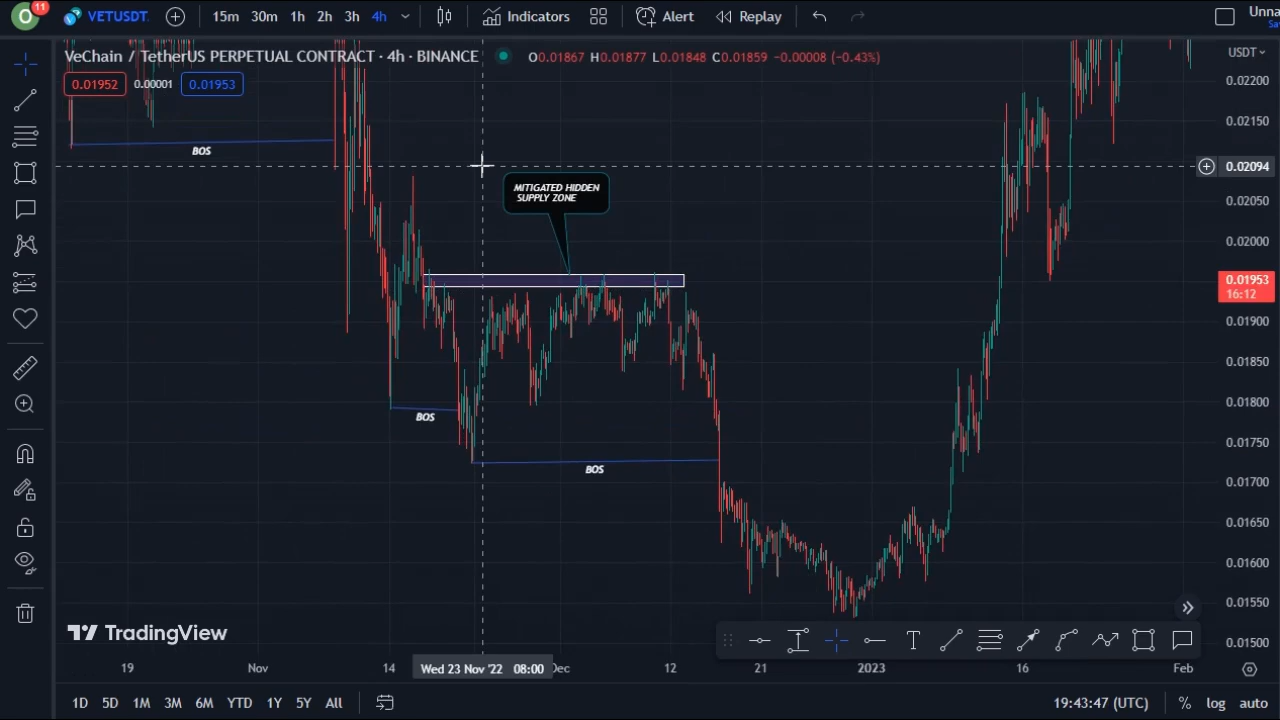 O
11
VETUSDT.
15m 30m 1h 2h 3h 4h
Indicators
Alert
Replay
Unna
Sa
VeChain / TetherUS PERPETUAL CONTRACT · 4h · BINANCE
O0.01867 H0.01877 L0.01848 C0.01859 −0.00008 (−0.43%)
USDT
0.01952 0.00001 0.01953
0.02200
0.02150
BOS
0.02094
MITIGATED HIDDEN
SUPPLY ZONE
0.02050
0.02000
0.01953
16:12
0.01900
0.01850
0.01800
BOS
0.01750
BOS
0.01700
0.01650
0.01600
0.01550
TradingView
0.01500
19 Nov 14 Wed 23 Nov '22 08:00 Dec 12 21 2023 16 Feb
1D 5D 1M 3M 6M YTD 1Y 5Y All
19:43:47 (UTC) % log auto